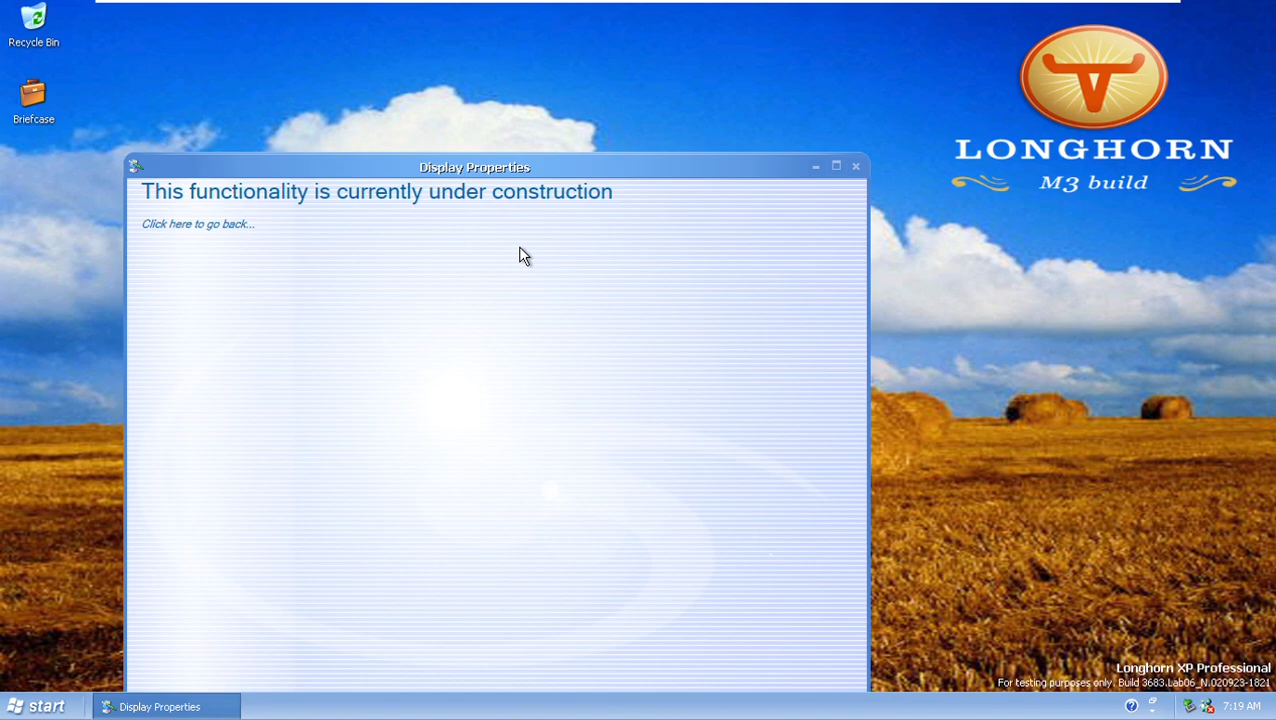 Recycle Bin
Briefcase
LONGHORN
M3 build
Display Properties
This functionality is currently under construction
Click here to go back...
Longhorn XP Professional
For testing purposes only. Build 3683.Lab06_N.020923-1821
start
Display Properties
7:19 AM